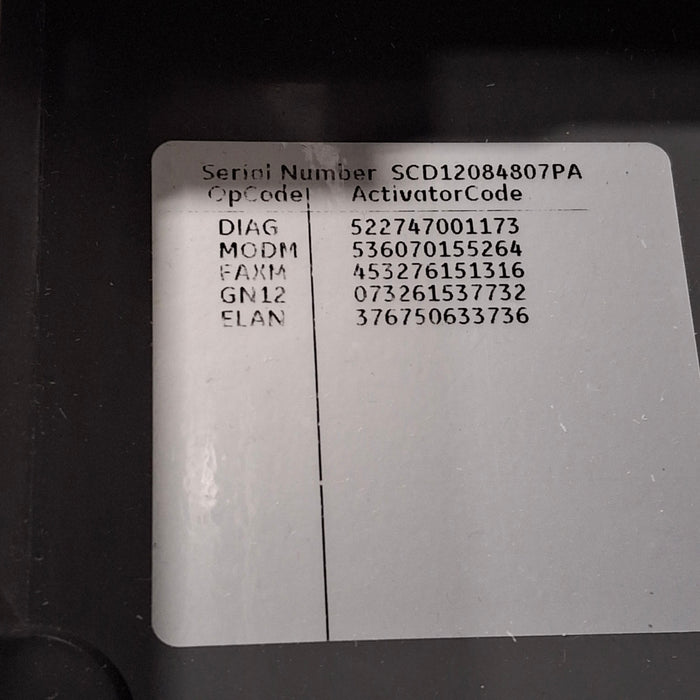 Serial Number SCD12084807PA
OpCode| ActivatorCode
DIAG 522747001173
MODM 536070155264
FAXM 453276151316
GN12 073261537732
ELAN 376750633736